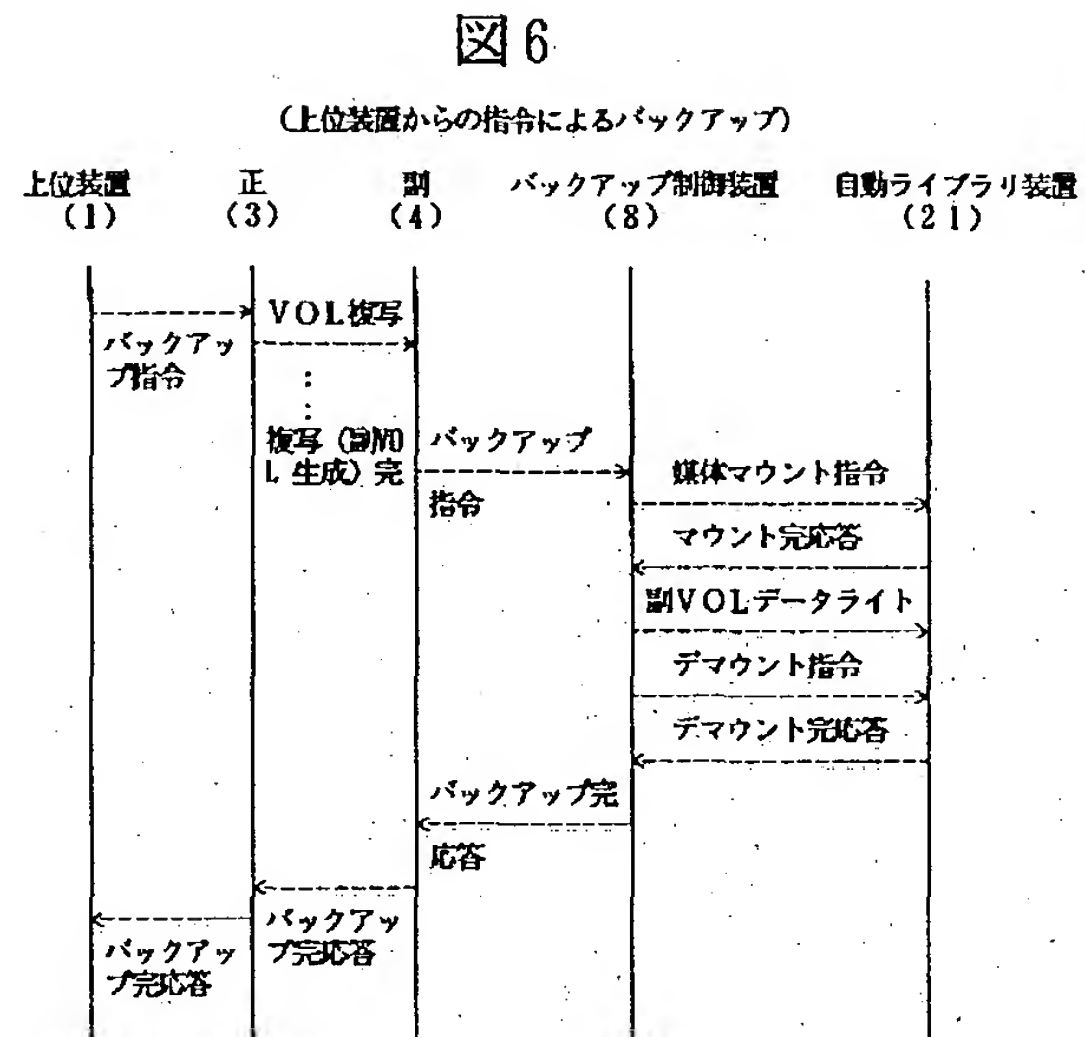 図6
(上位装置からの指令によるバックアップ)
上位装置
(1)
正
(3)
副
(4)
バックアップ制御装置
(8)
自動ライブラリ装置
(21)
バックアッ
プ指令
VOL複写
:
:
複写(副VO
L生成)完
バックアップ
指令
媒体マウント指令
マウント完応答
副VOLデータライト
デマウント指令
デマウント完応答
バックアップ完
応答
バックアッ
プ完応答
バックアッ
プ完応答